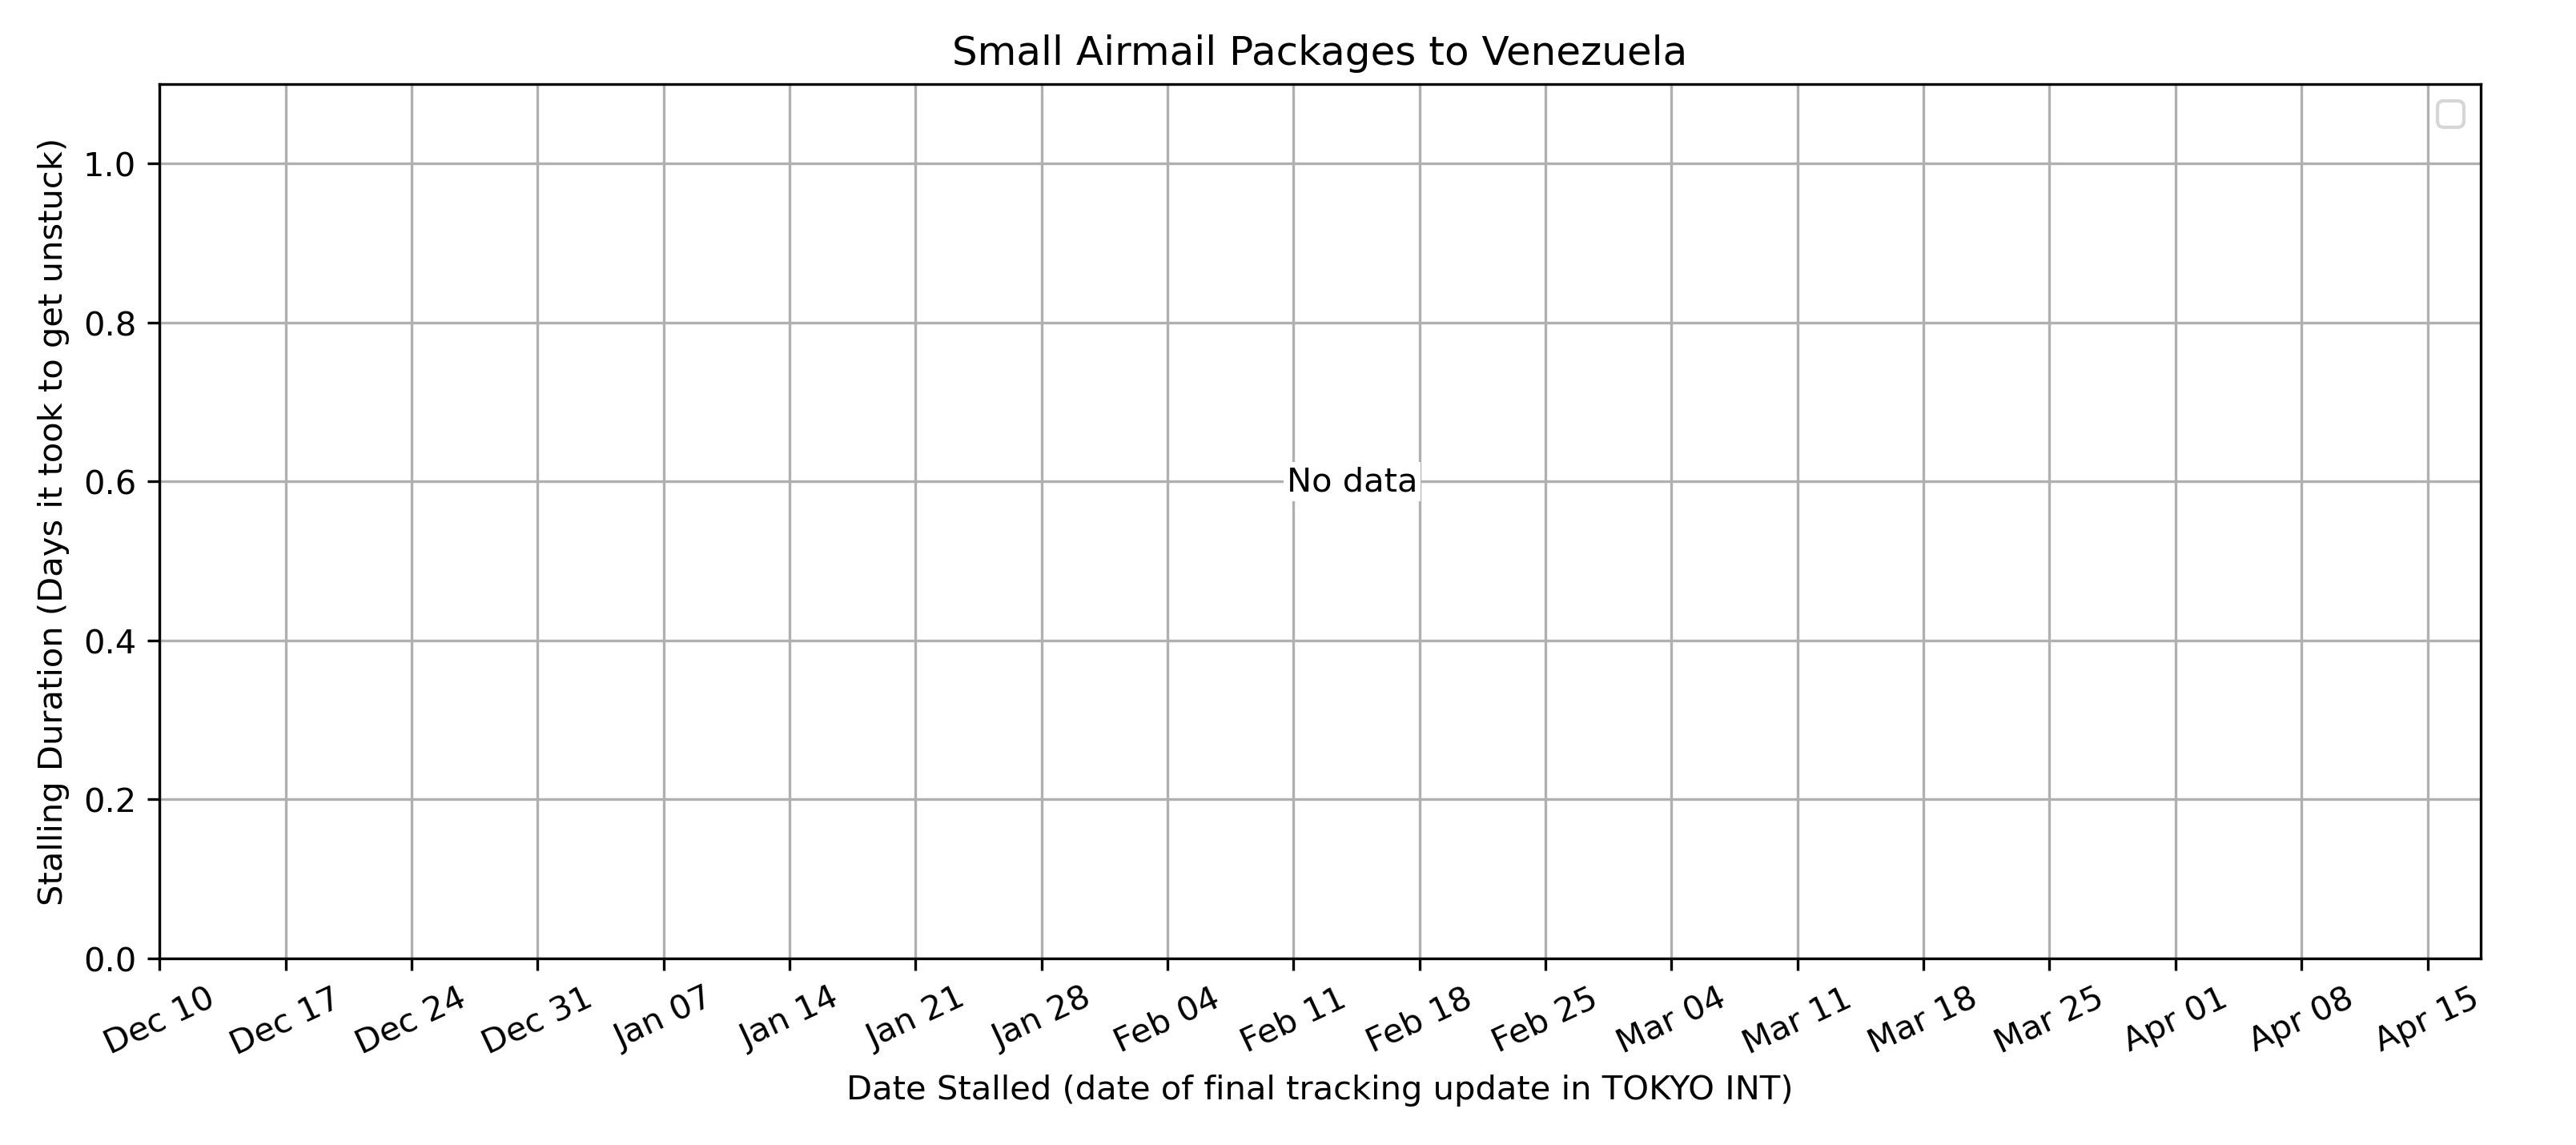 Small Airmail Packages to Venezuela
Stalling Duration (Days it took to get unstuck)
1.0
0.8
0.6
0.4
0.2
0.0
No data
Dec 10 Dec 17 Dec 24 Dec 31 Jan 07 Jan 14 Jan 21 Jan 28 Feb 04 Feb 11 Feb 18 Feb 25 Mar 04 Mar 11 Mar 18 Mar 25 Apr 01 Apr 08 Apr 15
Date Stalled (date of final tracking update in TOKYO INT)